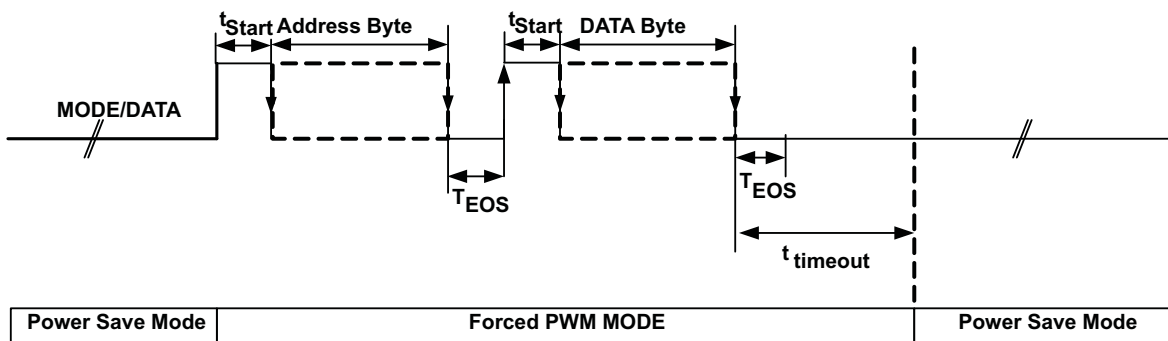 tStart Address Byte tStart DATA Byte
MODE/DATA
TEOS TEOS
t timeout
Power Save Mode Forced PWM MODE Power Save Mode